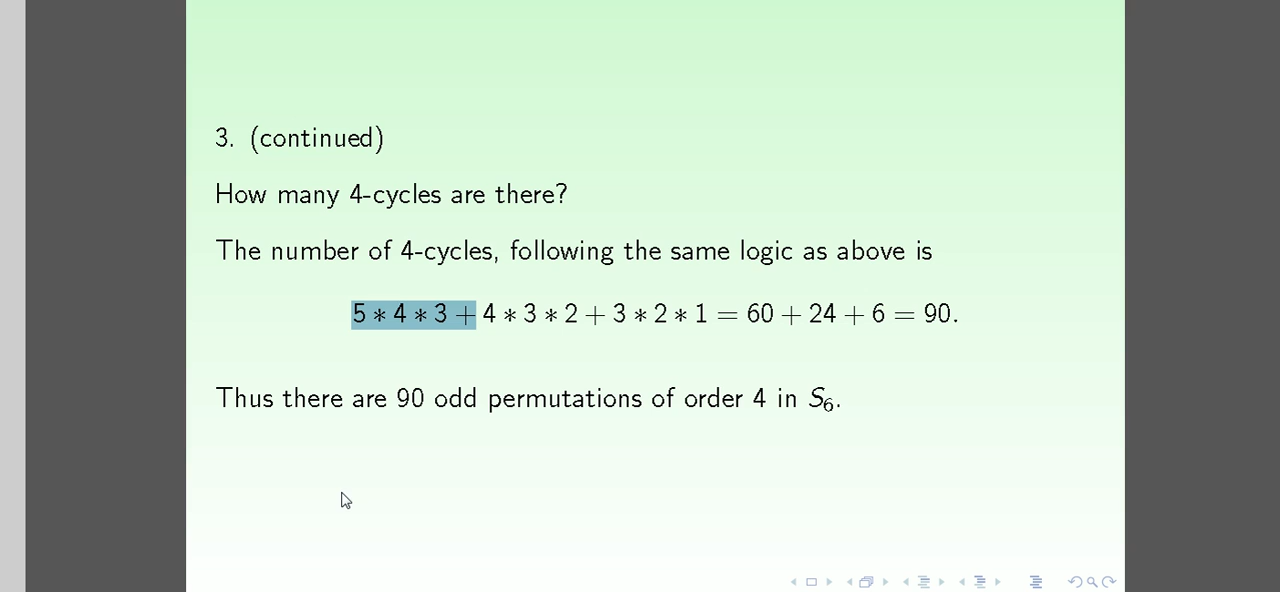 3. (continued)
How many 4-cycles are there?
The number of 4-cycles, following the same logic as above is
5 ∗ 4 ∗ 3 + 4 ∗ 3 ∗ 2 + 3 ∗ 2 ∗ 1 = 60 + 24 + 6 = 90.
Thus there are 90 odd permutations of order 4 in S₆.